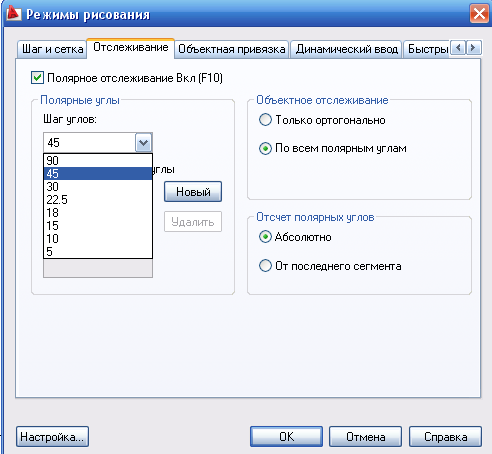 Режимы рисования
Шаг и сетка Отслеживание Объектная привязка Динамический ввод Быстры
Полярное отслеживание Вкл (F10)
Полярные углы
Шаг углов:
45
90
45
30
22.5
18
15
10
5
углы
Новый
Удалить
Объектное отслеживание
Только ортогонально
По всем полярным углам
Отсчет полярных углов
Абсолютно
От последнего сегмента
Настройка... OK Отмена Справка